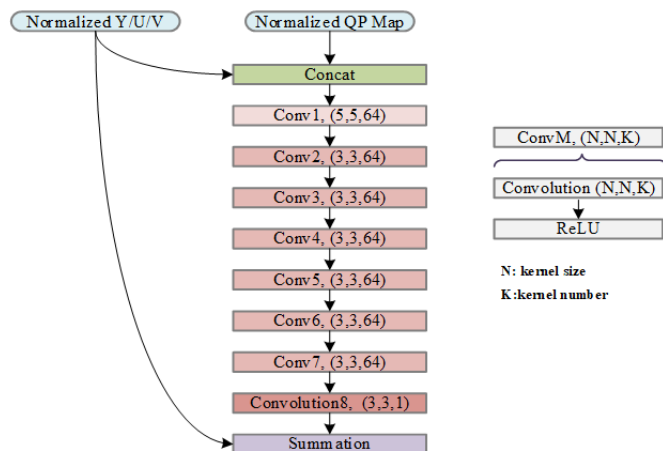 Normalized Y/U/V
Normalized QP Map
Concat
Conv1, (5,5,64)
Conv2, (3,3,64)
Conv3, (3,3,64)
Conv4, (3,3,64)
Conv5, (3,3,64)
Conv6, (3,3,64)
Conv7, (3,3,64)
Convolution8, (3,3,1)
Summation
ConvM, (N,N,K)
Convolution (N,N,K)
ReLU
N: kernel size
K:kernel number